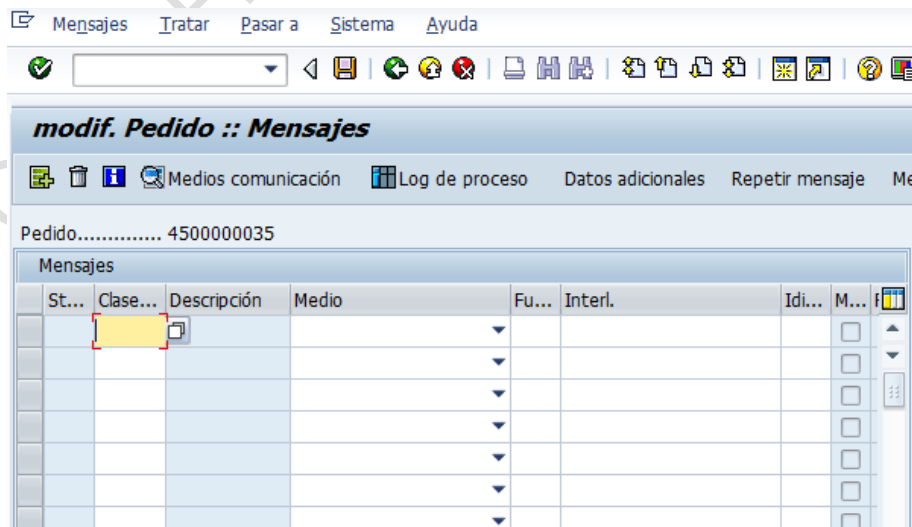 Mensajes Tratar Pasar a Sistema Ayuda
modif. Pedido :: Mensajes
Medios comunicación Log de proceso Datos adicionales Repetir mensaje Me
Pedido.............. 4500000035
Mensajes
St... Clase... Descripción Medio Fu... Interl. Idi... M... F